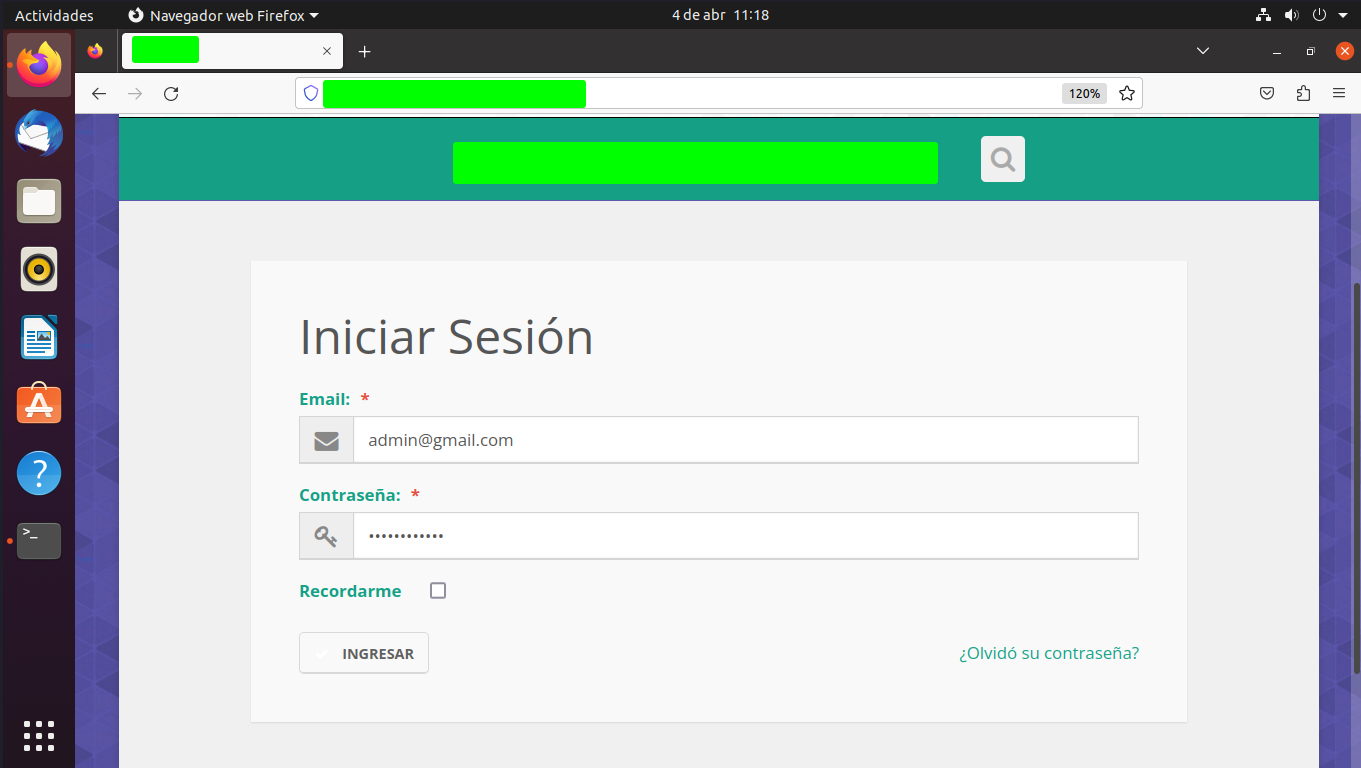 Actividades Navegador web Firefox 4 de abr 11:18
120%
Iniciar Sesión
Email: *
admin@gmail.com
Contraseña: *
••••••••••••
Recordarme
INGRESAR ¿Olvidó su contraseña?